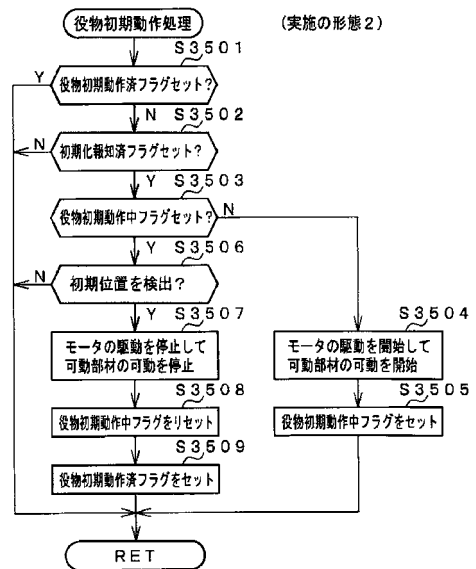 役物初期動作処理
(実施の形態2)
S3501
役物初期動作済フラグセット?
Y
N
S3502
初期化報知済フラグセット?
N
Y
S3503
役物初期動作中フラグセット?
N
Y
S3506
初期位置を検出?
N
Y
S3507
モータの駆動を停止して
可動部材の可動を停止
S3504
モータの駆動を開始して
可動部材の可動を開始
S3508
役物初期動作中フラグをリセット
S3505
役物初期動作中フラグをセット
S3509
役物初期動作済フラグをセット
RET